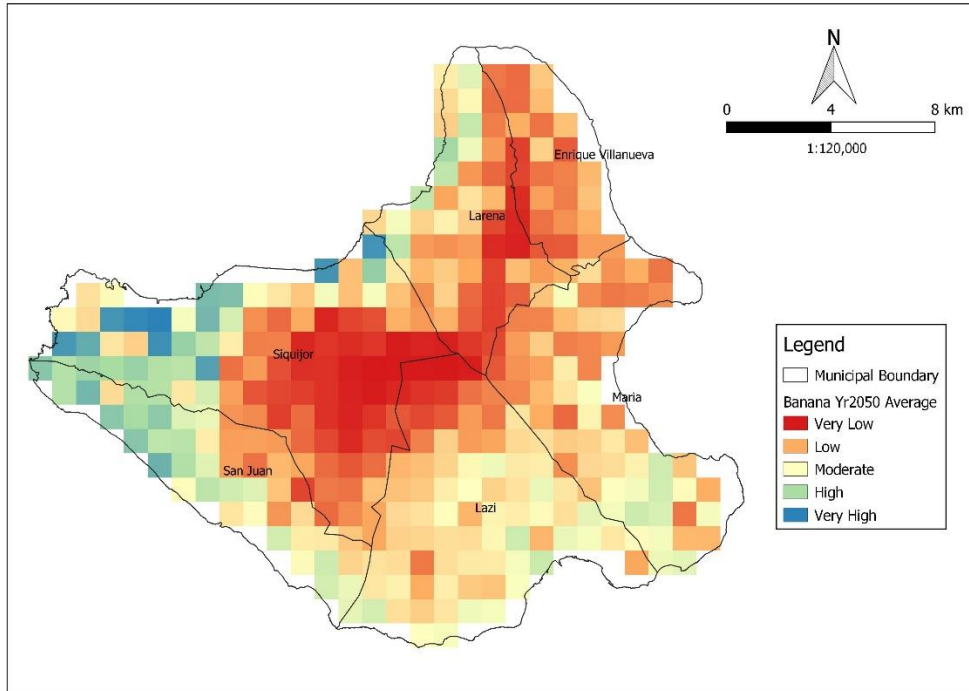 N
0 4 8 km
1:120,000
Enrique Villanueva
Larena
Siquijor
Maria
San Juan
Lazi
Legend
Municipal Boundary
Banana Yr2050 Average
Very Low
Low
Moderate
High
Very High